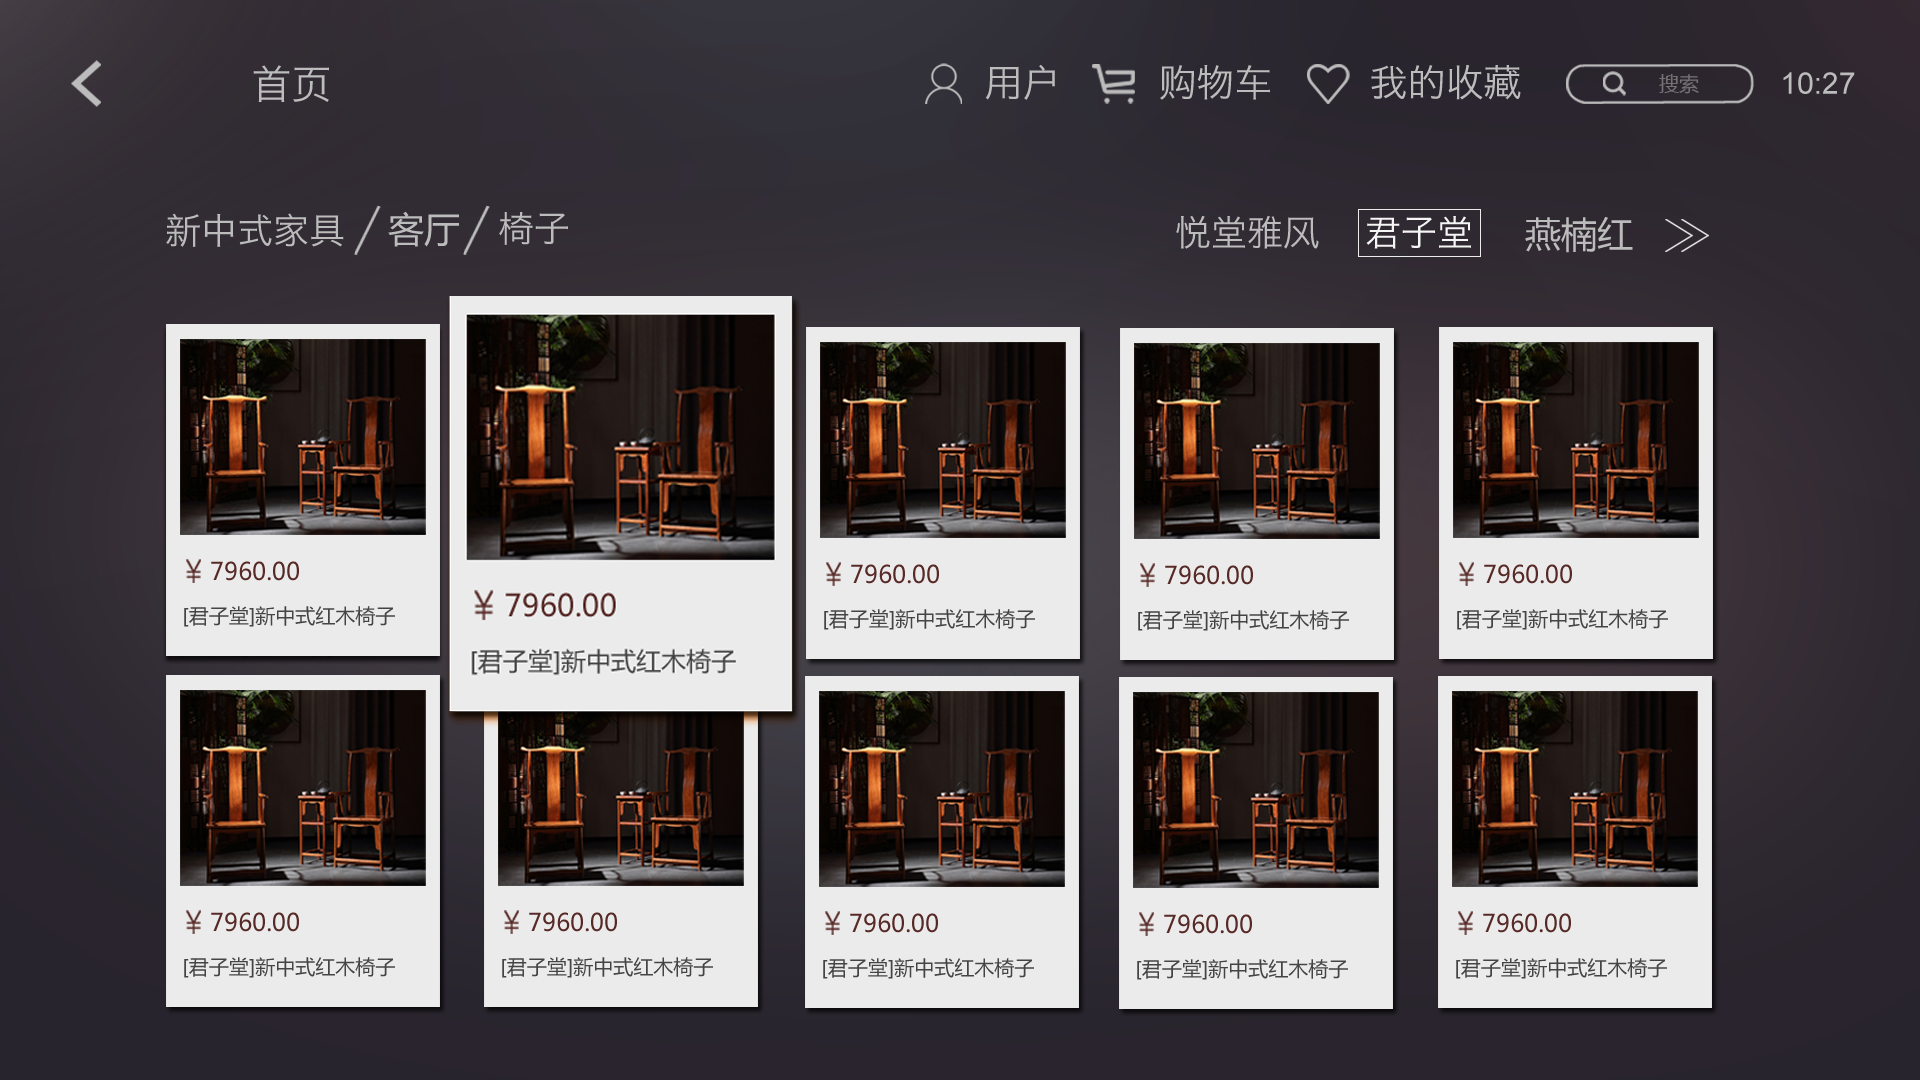 首页
用户
购物车
我的收藏
搜索
10:27
新中式家具/客厅/椅子
悦堂雅风
君子堂
燕楠红
¥ 7960.00
[君子堂]新中式红木椅子
¥ 7960.00
[君子堂]新中式红木椅子
¥ 7960.00
[君子堂]新中式红木椅子
¥ 7960.00
[君子堂]新中式红木椅子
¥ 7960.00
[君子堂]新中式红木椅子
¥ 7960.00
[君子堂]新中式红木椅子
¥ 7960.00
[君子堂]新中式红木椅子
¥ 7960.00
[君子堂]新中式红木椅子
¥ 7960.00
[君子堂]新中式红木椅子
¥ 7960.00
[君子堂]新中式红木椅子